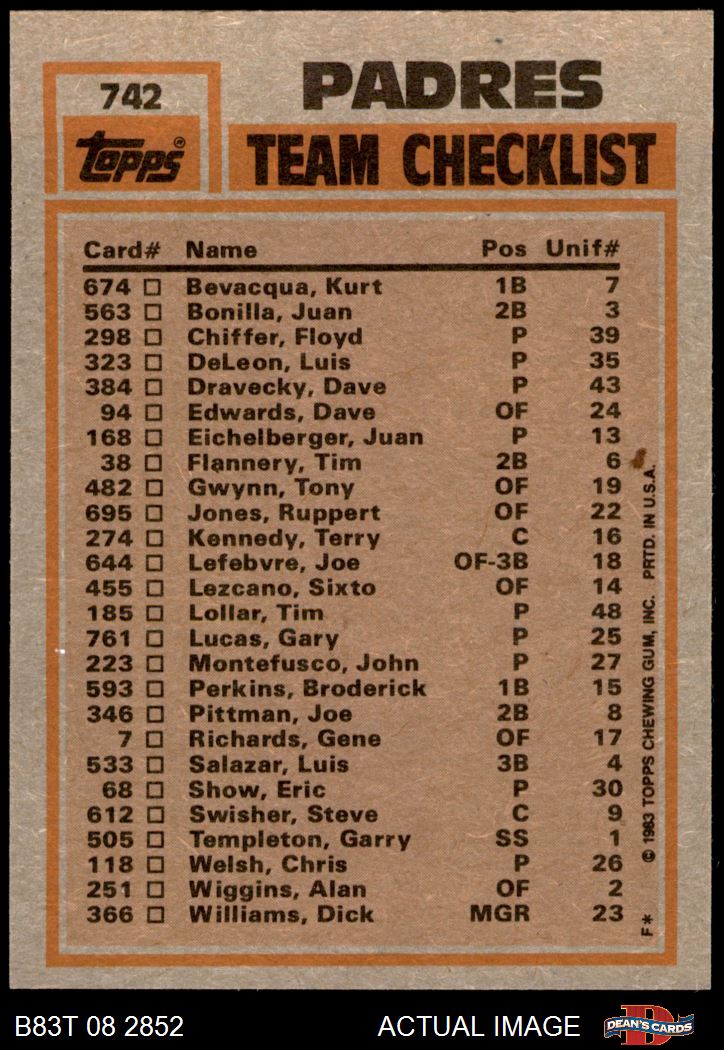 742
Topps®
PADRES
TEAM CHECKLIST
Card# Name Pos Unif#
674 □ Bevacqua, Kurt 1B 7
563 □ Bonilla, Juan 2B 3
298 □ Chiffer, Floyd P 39
323 □ DeLeon, Luis P 35
384 □ Dravecky, Dave P 43
94 □ Edwards, Dave OF 24
168 □ Eichelberger, Juan P 13
38 □ Flannery, Tim 2B 6
482 □ Gwynn, Tony OF 19
695 □ Jones, Ruppert OF 22
274 □ Kennedy, Terry C 16
644 □ Lefebvre, Joe OF-3B 18
455 □ Lezcano, Sixto OF 14
185 □ Lollar, Tim P 48
761 □ Lucas, Gary P 25
223 □ Montefusco, John P 27
593 □ Perkins, Broderick 1B 15
346 □ Pittman, Joe 2B 8
7 □ Richards, Gene OF 17
533 □ Salazar, Luis 3B 4
68 □ Show, Eric P 30
612 □ Swisher, Steve C 9
505 □ Templeton, Garry SS 1
118 □ Welsh, Chris P 26
251 □ Wiggins, Alan OF 2
366 □ Williams, Dick MGR 23
F* © 1983 TOPPS CHEWING GUM, INC. PRTD. IN U.S.A.
B83T 08 2852 ACTUAL IMAGE
D
DEAN'S CARDS